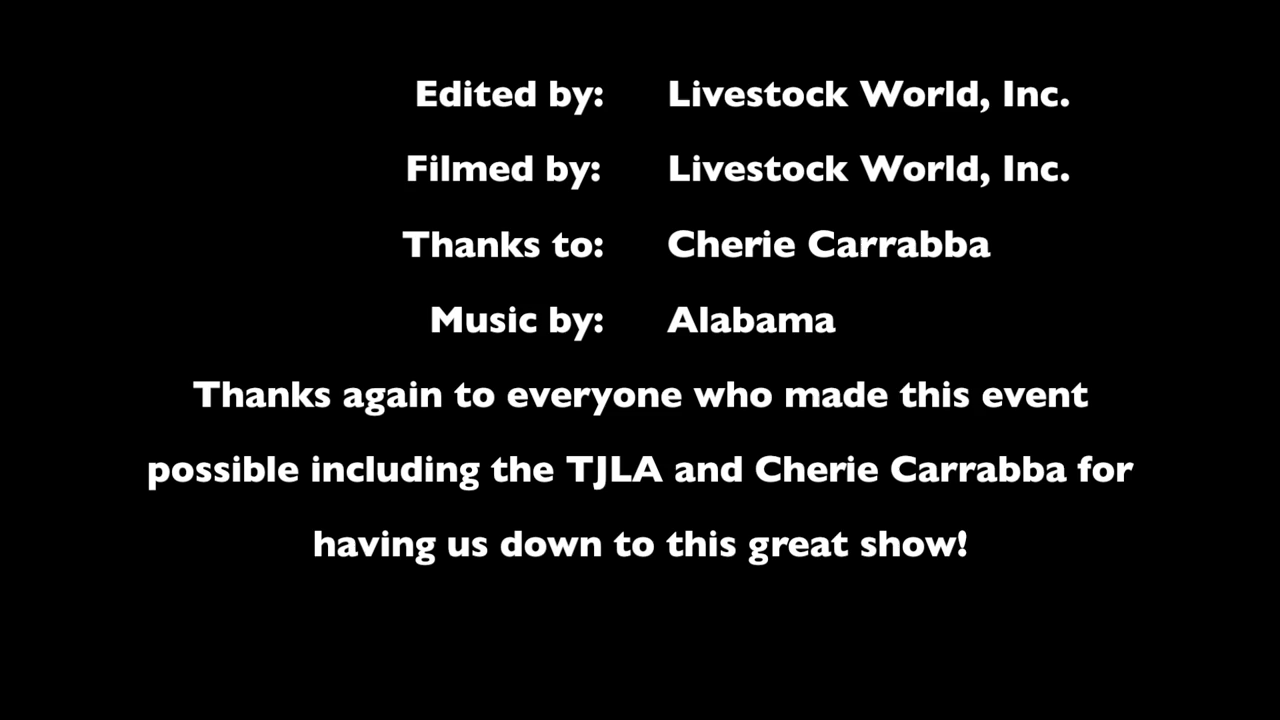 Edited by: Livestock World, Inc.
Filmed by: Livestock World, Inc.
Thanks to: Cherie Carrabba
Music by: Alabama
Thanks again to everyone who made this event
possible including the TJLA and Cherie Carrabba for
having us down to this great show!